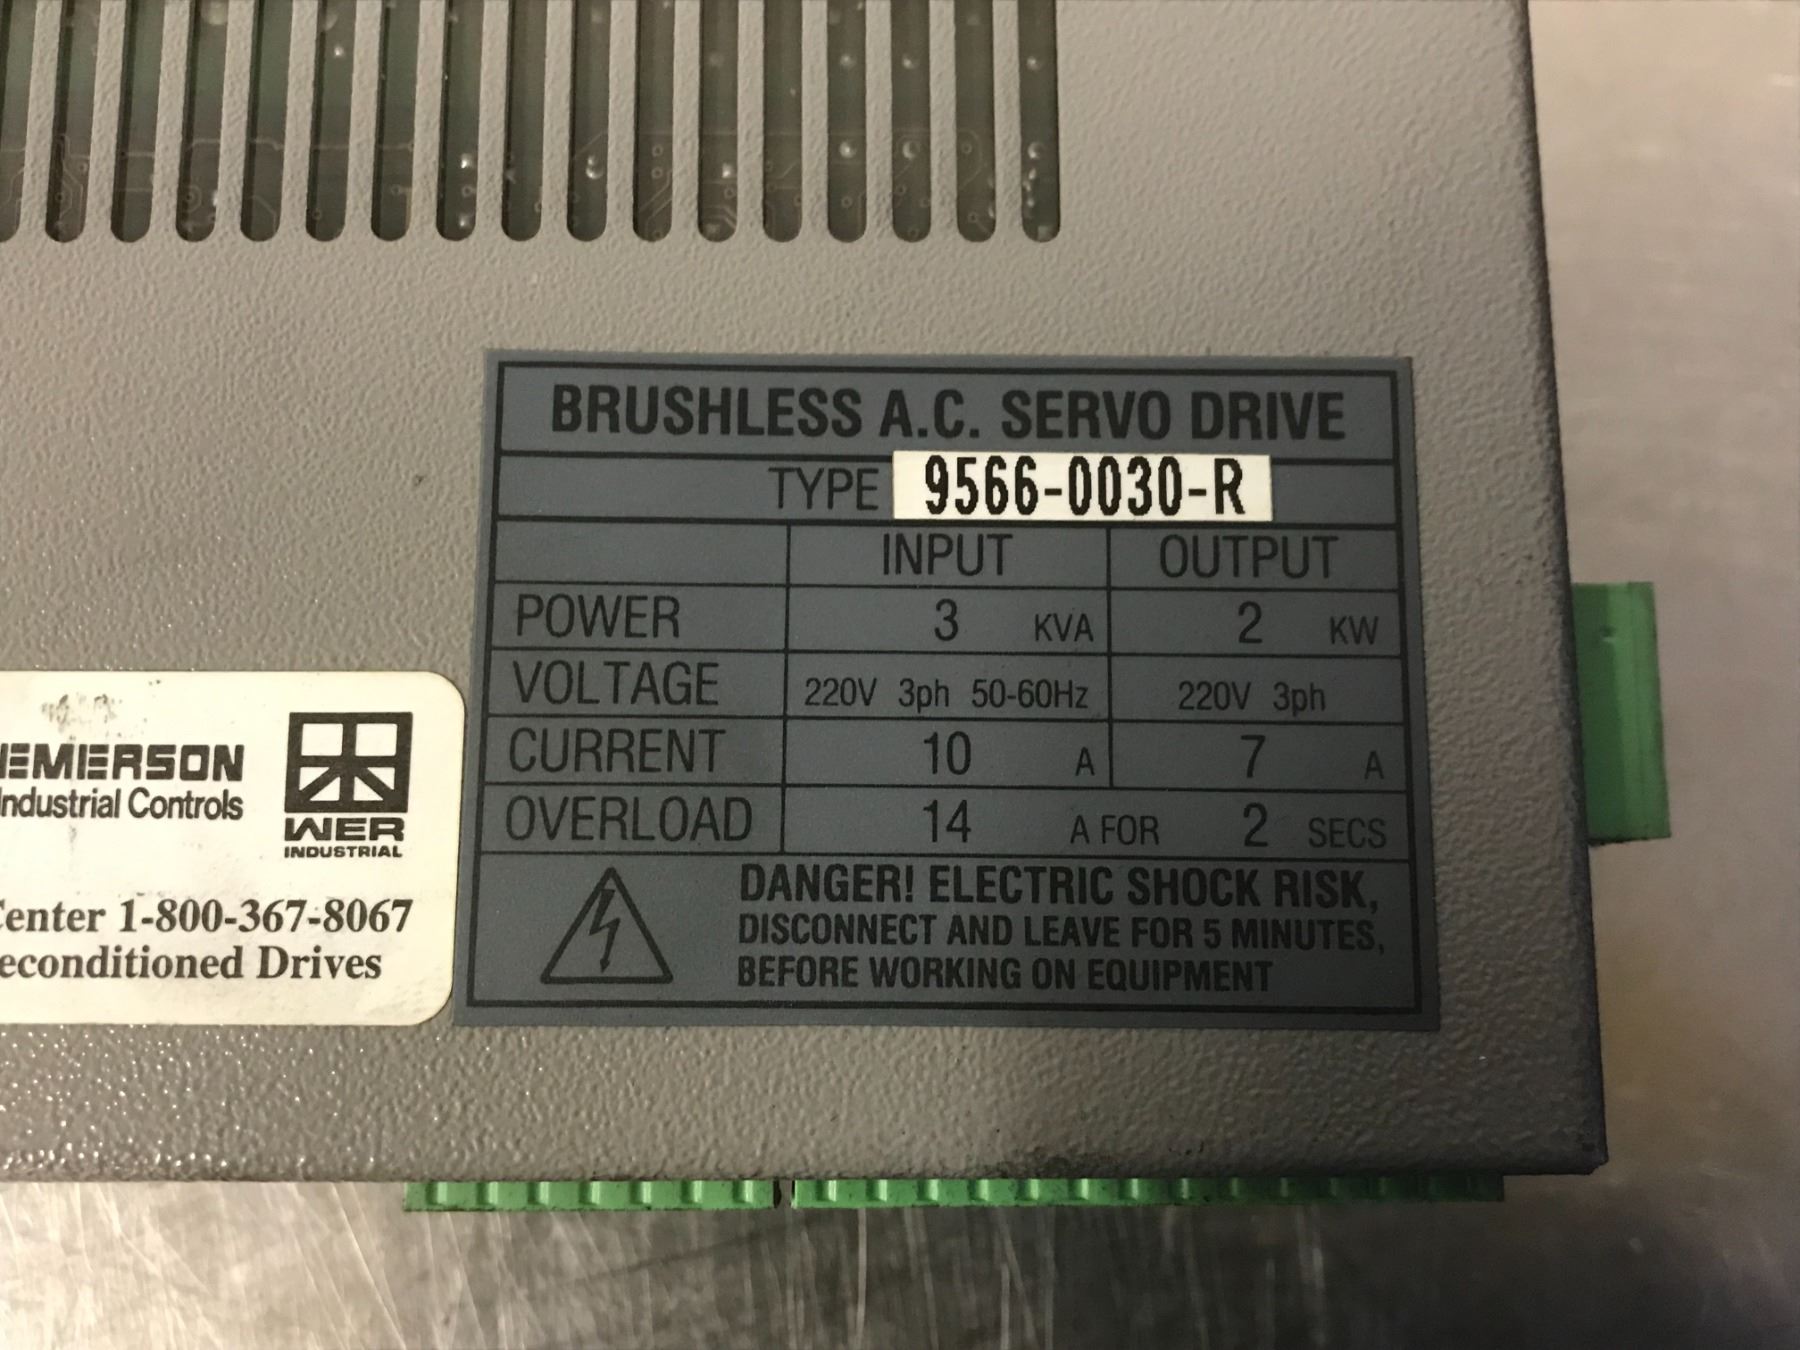 BRUSHLESS A.C. SERVO DRIVE
TYPE 9566-0030-R
INPUT OUTPUT
POWER 3 KVA 2 KW
VOLTAGE 220V 3ph 50-60Hz 220V 3ph
CURRENT 10 A 7 A
OVERLOAD 14 A FOR 2 SECS
DANGER! ELECTRIC SHOCK RISK,
DISCONNECT AND LEAVE FOR 5 MINUTES,
BEFORE WORKING ON EQUIPMENT
EMERSON
Industrial Controls
WER
INDUSTRIAL
enter 1-800-367-8067
econditioned Drives